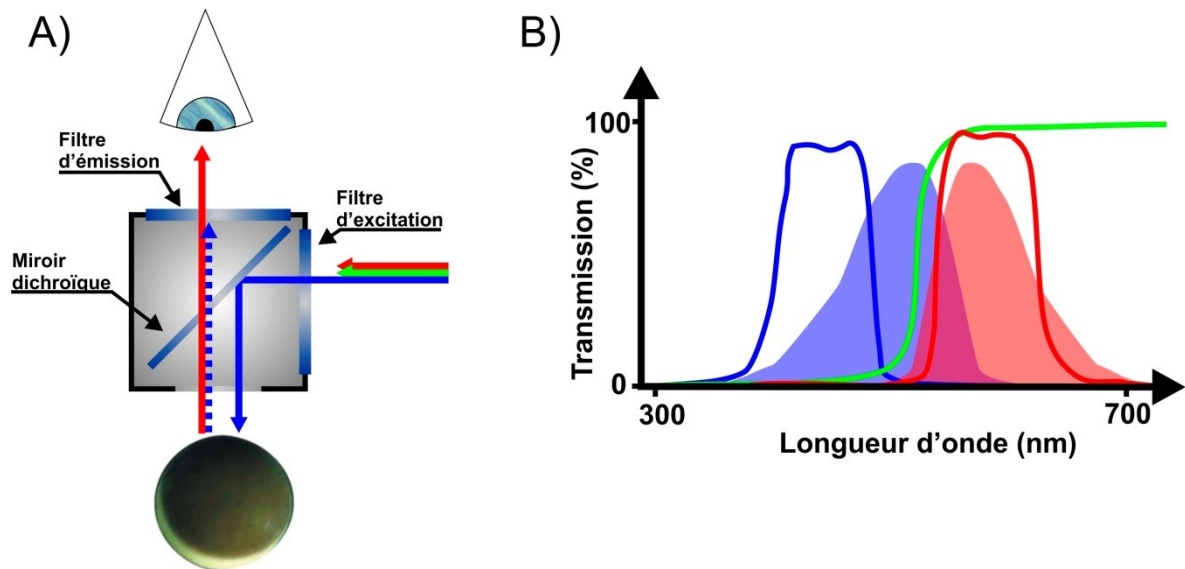 A)
Filtre
d'émission
Filtre
d'excitation
Miroir
dichroïque
B)
Transmission (%)
100
0
300
700
Longueur d'onde (nm)